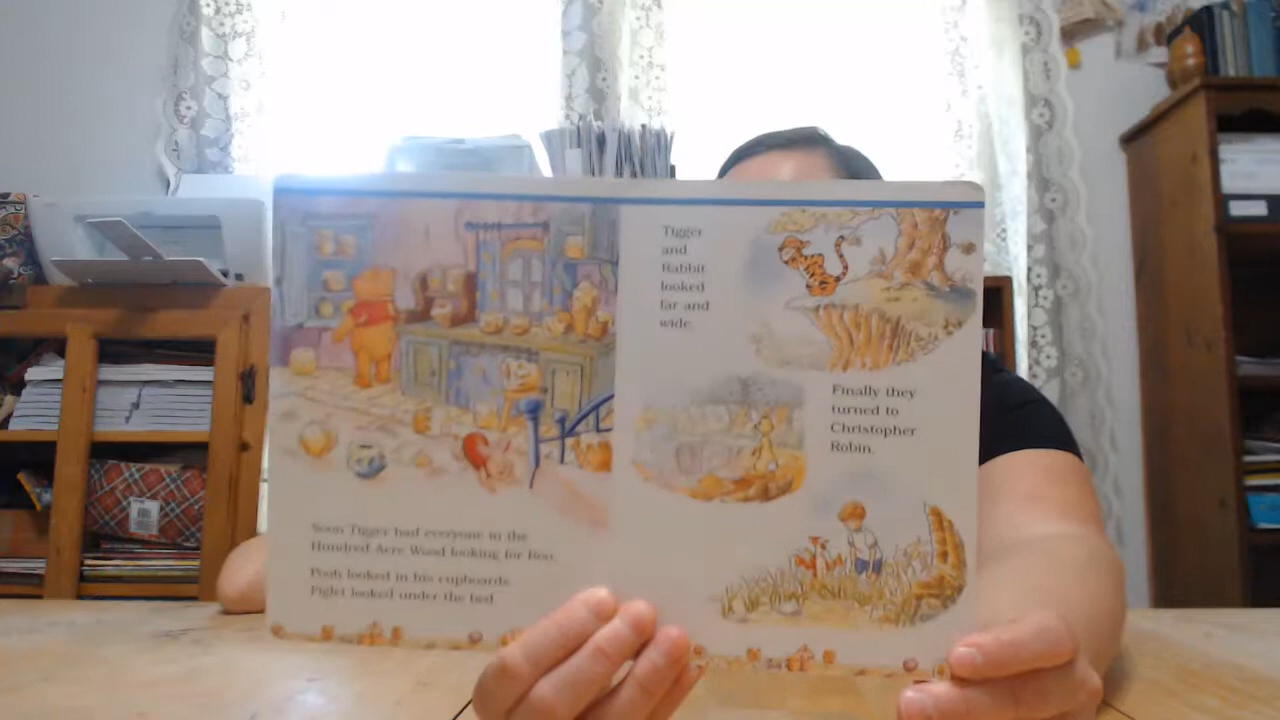 Soon Tigger had everyone in the
Hundred Acre Wood looking for Roo.
Pooh looked in his cupboards.
Piglet looked under the bed.
Tigger
and
Rabbit
looked
far and
wide.
Finally they
turned to
Christopher
Robin.